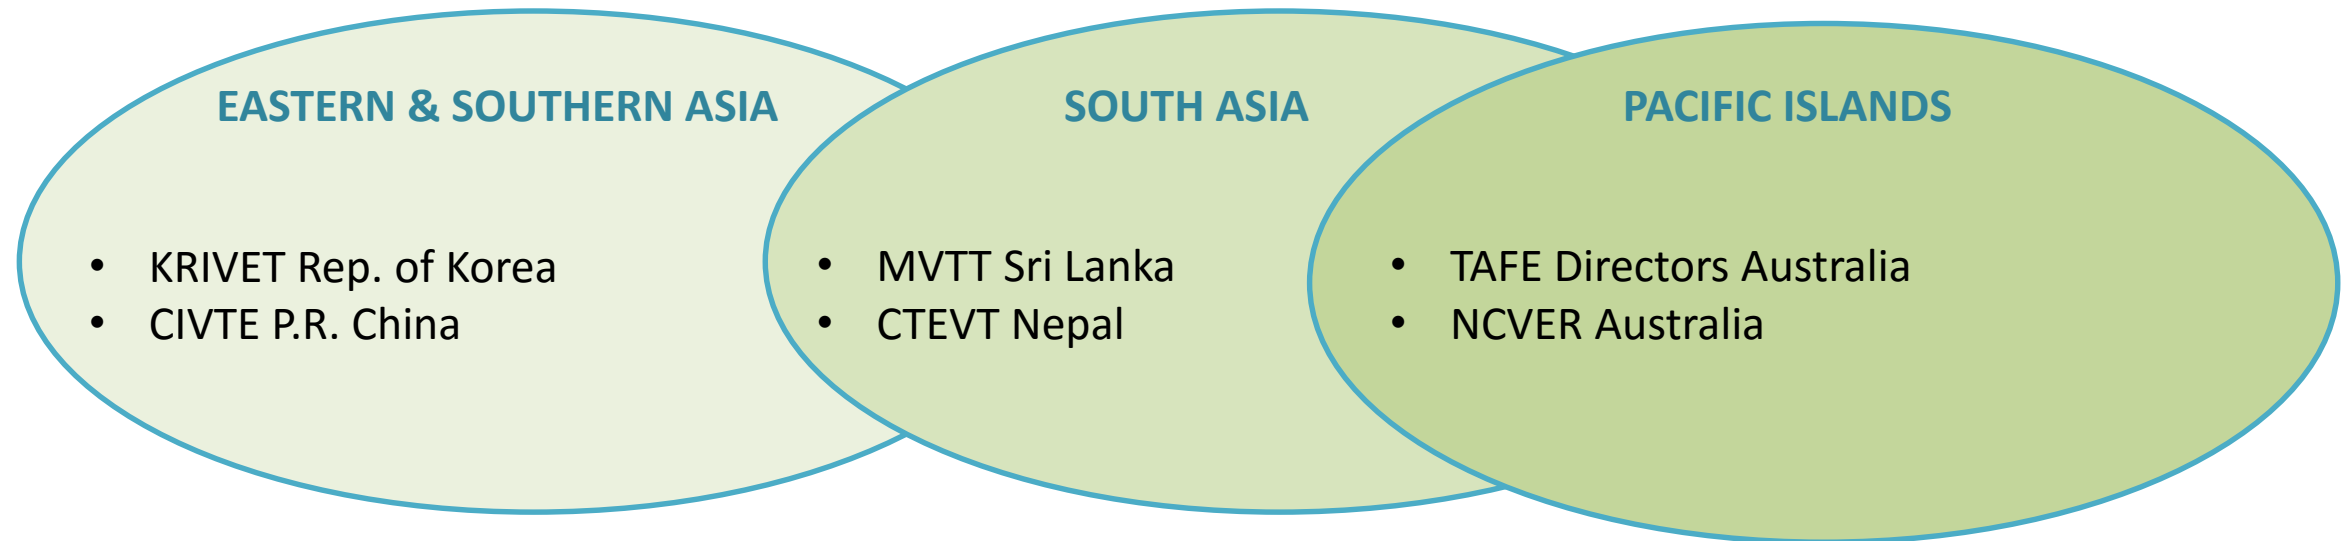 EASTERN & SOUTHERN ASIA
• KRIVET Rep. of Korea
• CIVTE P.R. China
SOUTH ASIA
• MVTT Sri Lanka
• CTEVT Nepal
PACIFIC ISLANDS
• TAFE Directors Australia
• NCVER Australia